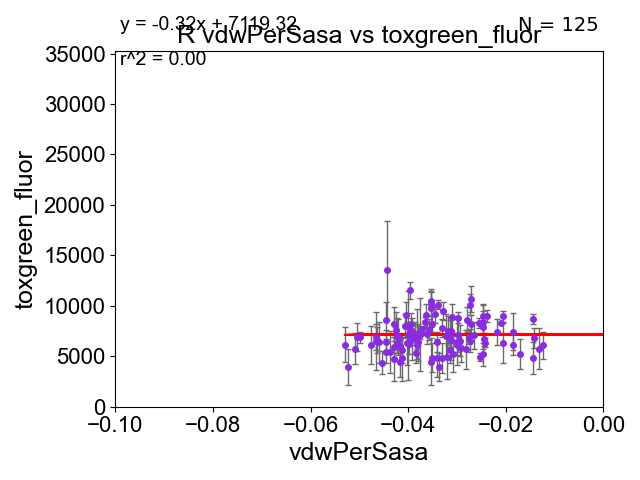 y = -0.32x + 7119.32
N = 125
R vdwPerSasa vs toxgreen_fluor
r^2 = 0.00
35000
30000
25000
20000
15000
10000
5000
0
toxgreen_fluor
−0.10 −0.08 −0.06 −0.04 −0.02 0.00
vdwPerSasa